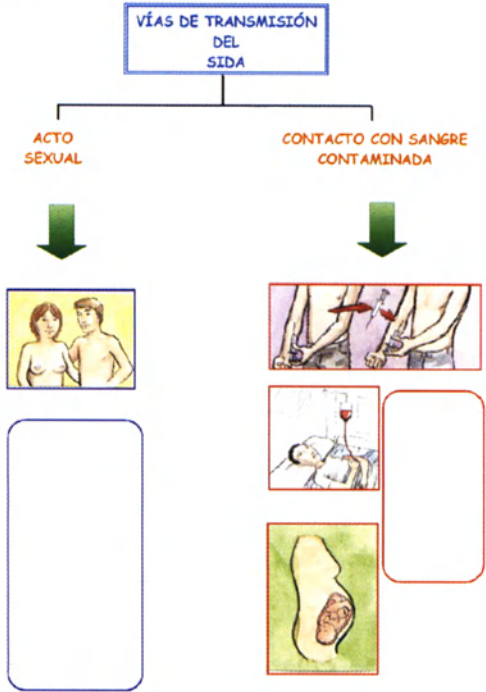 VÍAS DE TRANSMISIÓN
DEL
SIDA
ACTO
SEXUAL
CONTACTO CON SANGRE
CONTAMINADA